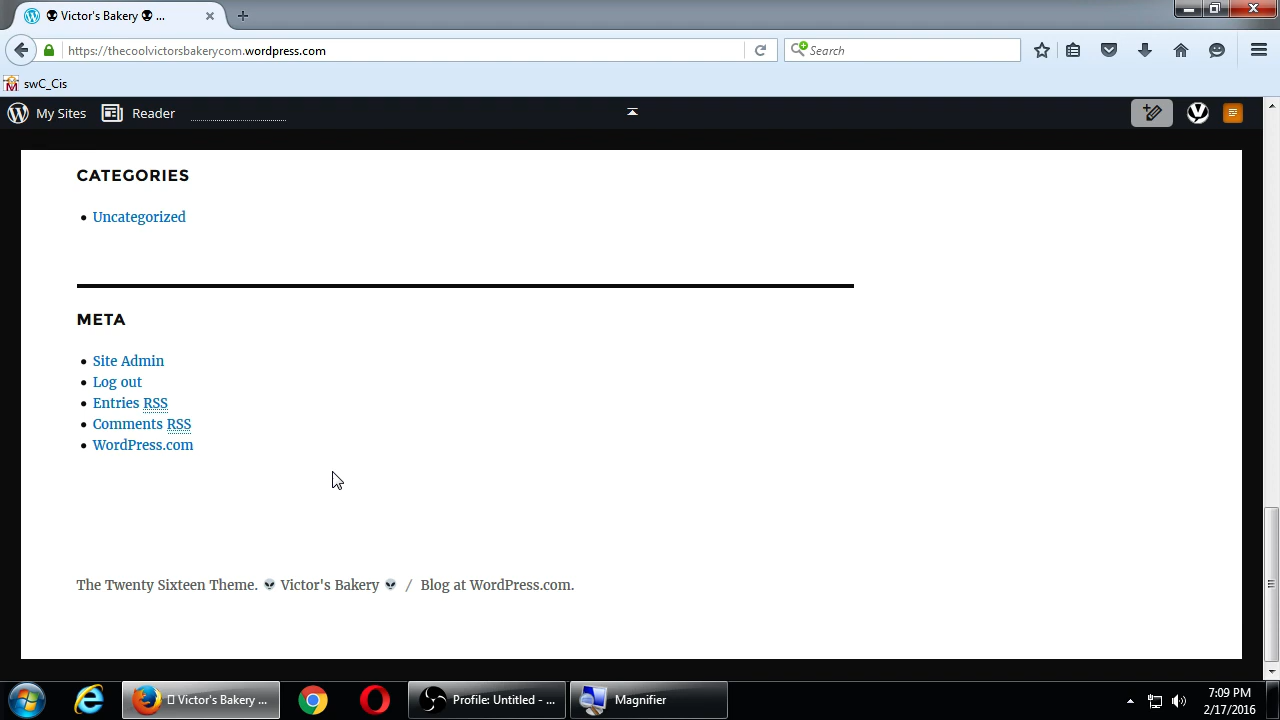 👽 Victor's Bakery 👽 ...
https://thecoolvictorsbakerycom.wordpress.com
Search
swC_Cis
My Sites
Reader
CATEGORIES
Uncategorized
META
Site Admin
Log out
Entries RSS
Comments RSS
WordPress.com
The Twenty Sixteen Theme. 👽 Victor's Bakery 👽 / Blog at WordPress.com.
Victor's Bakery ...
Profile: Untitled - ...
Magnifier
7:09 PM
2/17/2016